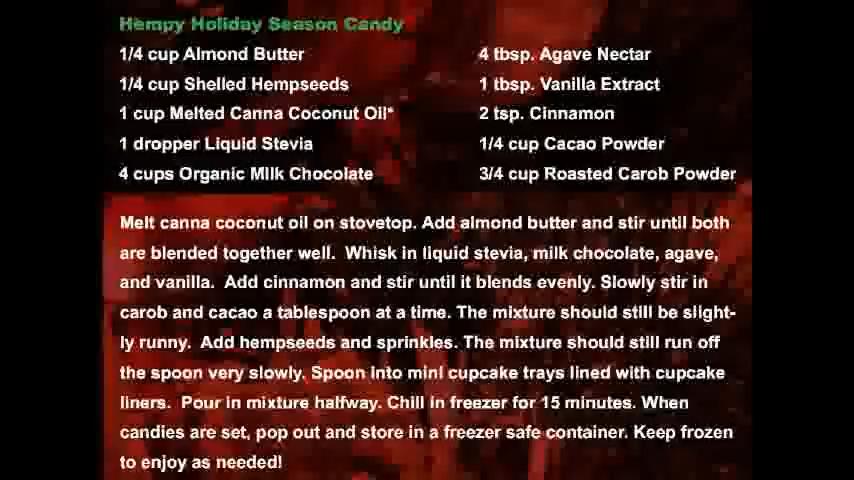 Hempy Holiday Season Candy
1/4 cup Almond Butter
1/4 cup Shelled Hempseeds
1 cup Melted Canna Coconut Oil*
1 dropper Liquid Stevia
4 cups Organic Milk Chocolate
4 tbsp. Agave Nectar
1 tbsp. Vanilla Extract
2 tsp. Cinnamon
1/4 cup Cacao Powder
3/4 cup Roasted Carob Powder
Melt canna coconut oil on stovetop. Add almond butter and stir until both
are blended together well. Whisk in liquid stevia, milk chocolate, agave,
and vanilla. Add cinnamon and stir until it blends evenly. Slowly stir in
carob and cacao a tablespoon at a time. The mixture should still be slight-
ly runny. Add hempseeds and sprinkles. The mixture should still run off
the spoon very slowly. Spoon into mini cupcake trays lined with cupcake
liners. Pour in mixture halfway. Chill in freezer for 15 minutes. When
candies are set, pop out and store in a freezer safe container. Keep frozen
to enjoy as needed!